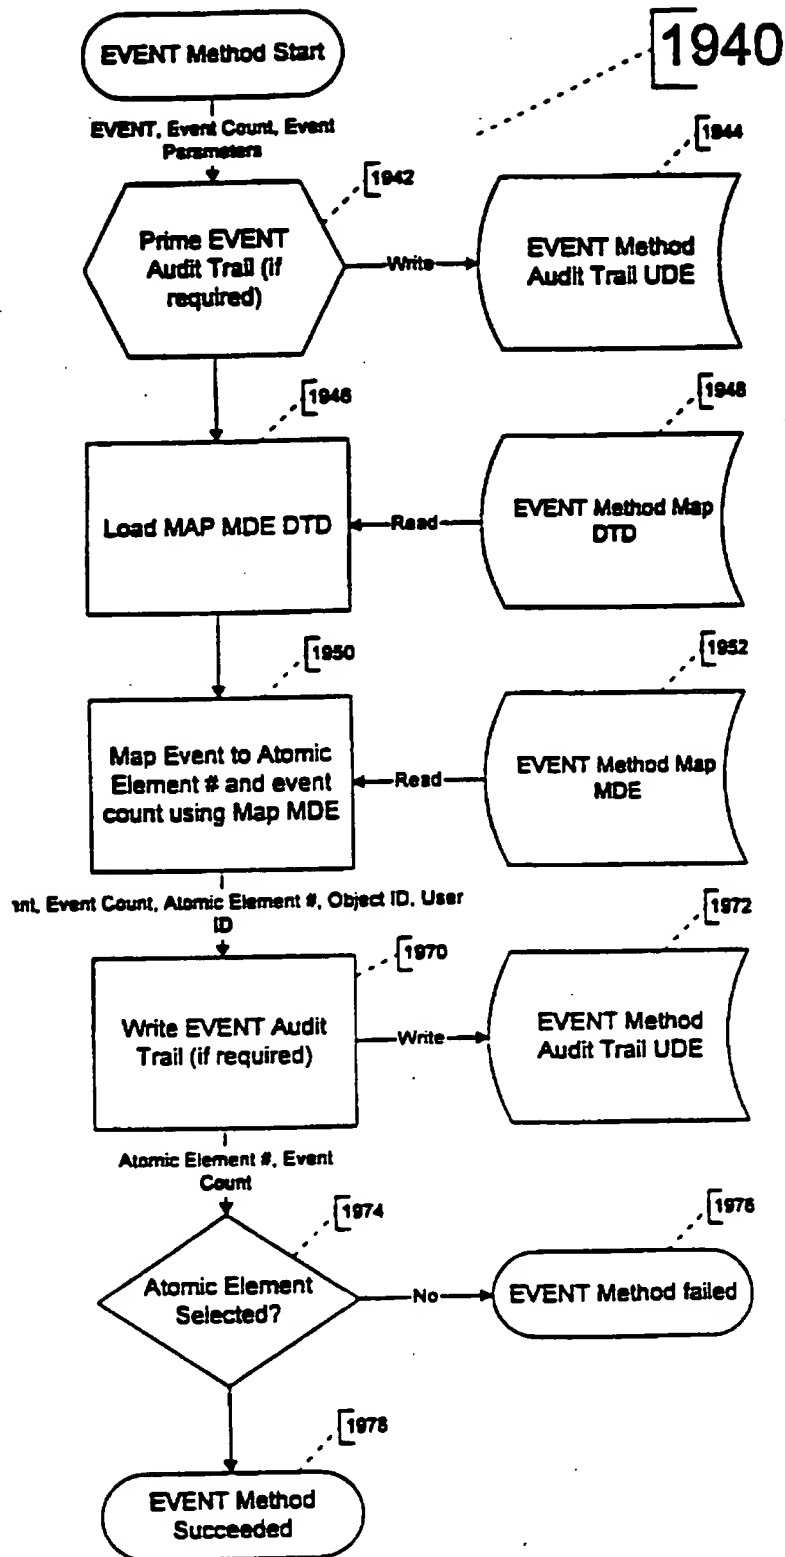 EVENT Method Start
1940
EVENT, Event Count, Event
Parameters
1944
1942
Prime EVENT
Audit Trail (if
required)
Write
EVENT Method
Audit Trail UDE
1946
1948
Load MAP MDE DTD
Read
EVENT Method Map
DTD
1950
1952
Map Event to Atomic
Element # and event
count using Map MDE
Read
EVENT Method Map
MDE
Event Count, Atomic Element #, Object ID, User
ID
1970
1972
Write EVENT Audit
Trail (if required)
Write
EVENT Method
Audit Trail UDE
Atomic Element #, Event
Count
1974
1976
Atomic Element
Selected?
No
EVENT Method failed
1978
EVENT Method
Succeeded